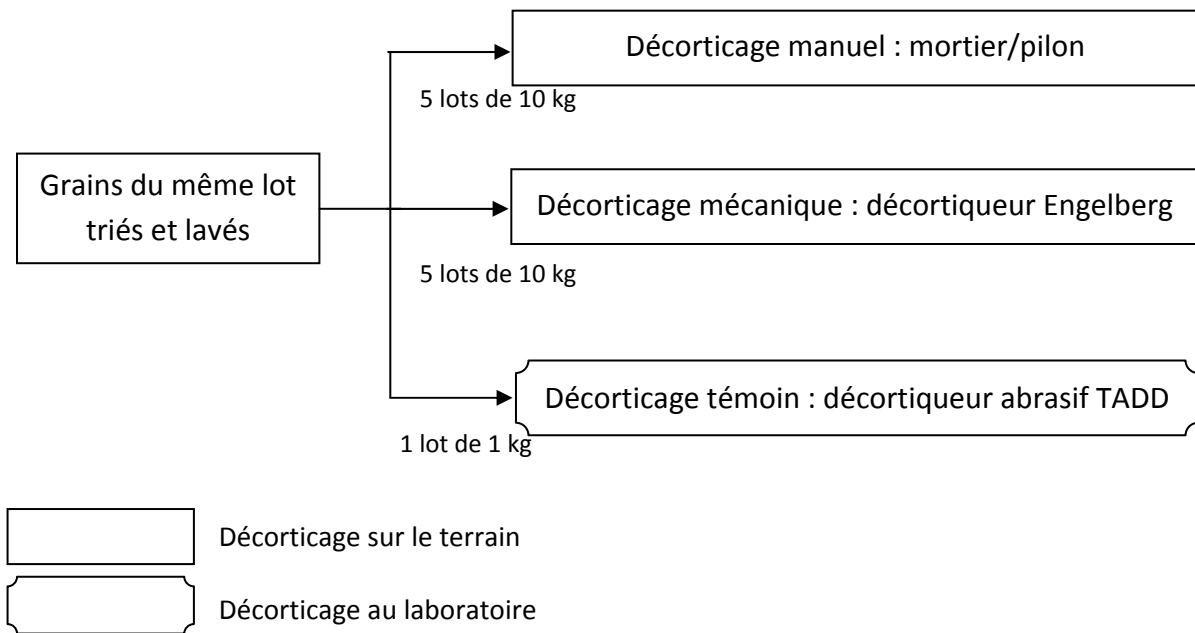 Décorticage manuel : mortier/pilon
5 lots de 10 kg
Grains du même lot
triés et lavés
Décorticage mécanique : décortiqueur Engelberg
5 lots de 10 kg
Décorticage témoin : décortiqueur abrasif TADD
1 lot de 1 kg
Décorticage sur le terrain
Décorticage au laboratoire